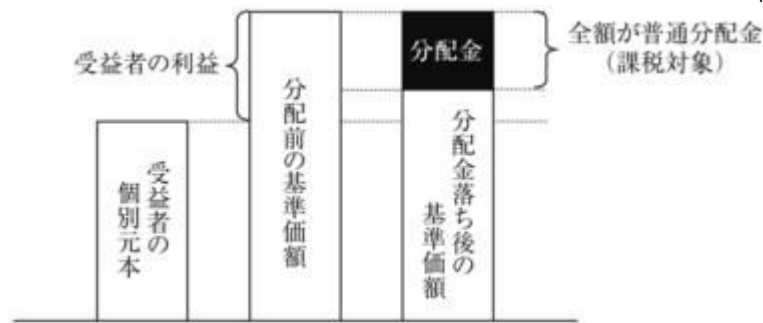 受益者の利益
受益者の
個別元本
分配前の基準価額
分配金
分配金落ち後の
基準価額
全額が普通分配金
（課税対象）